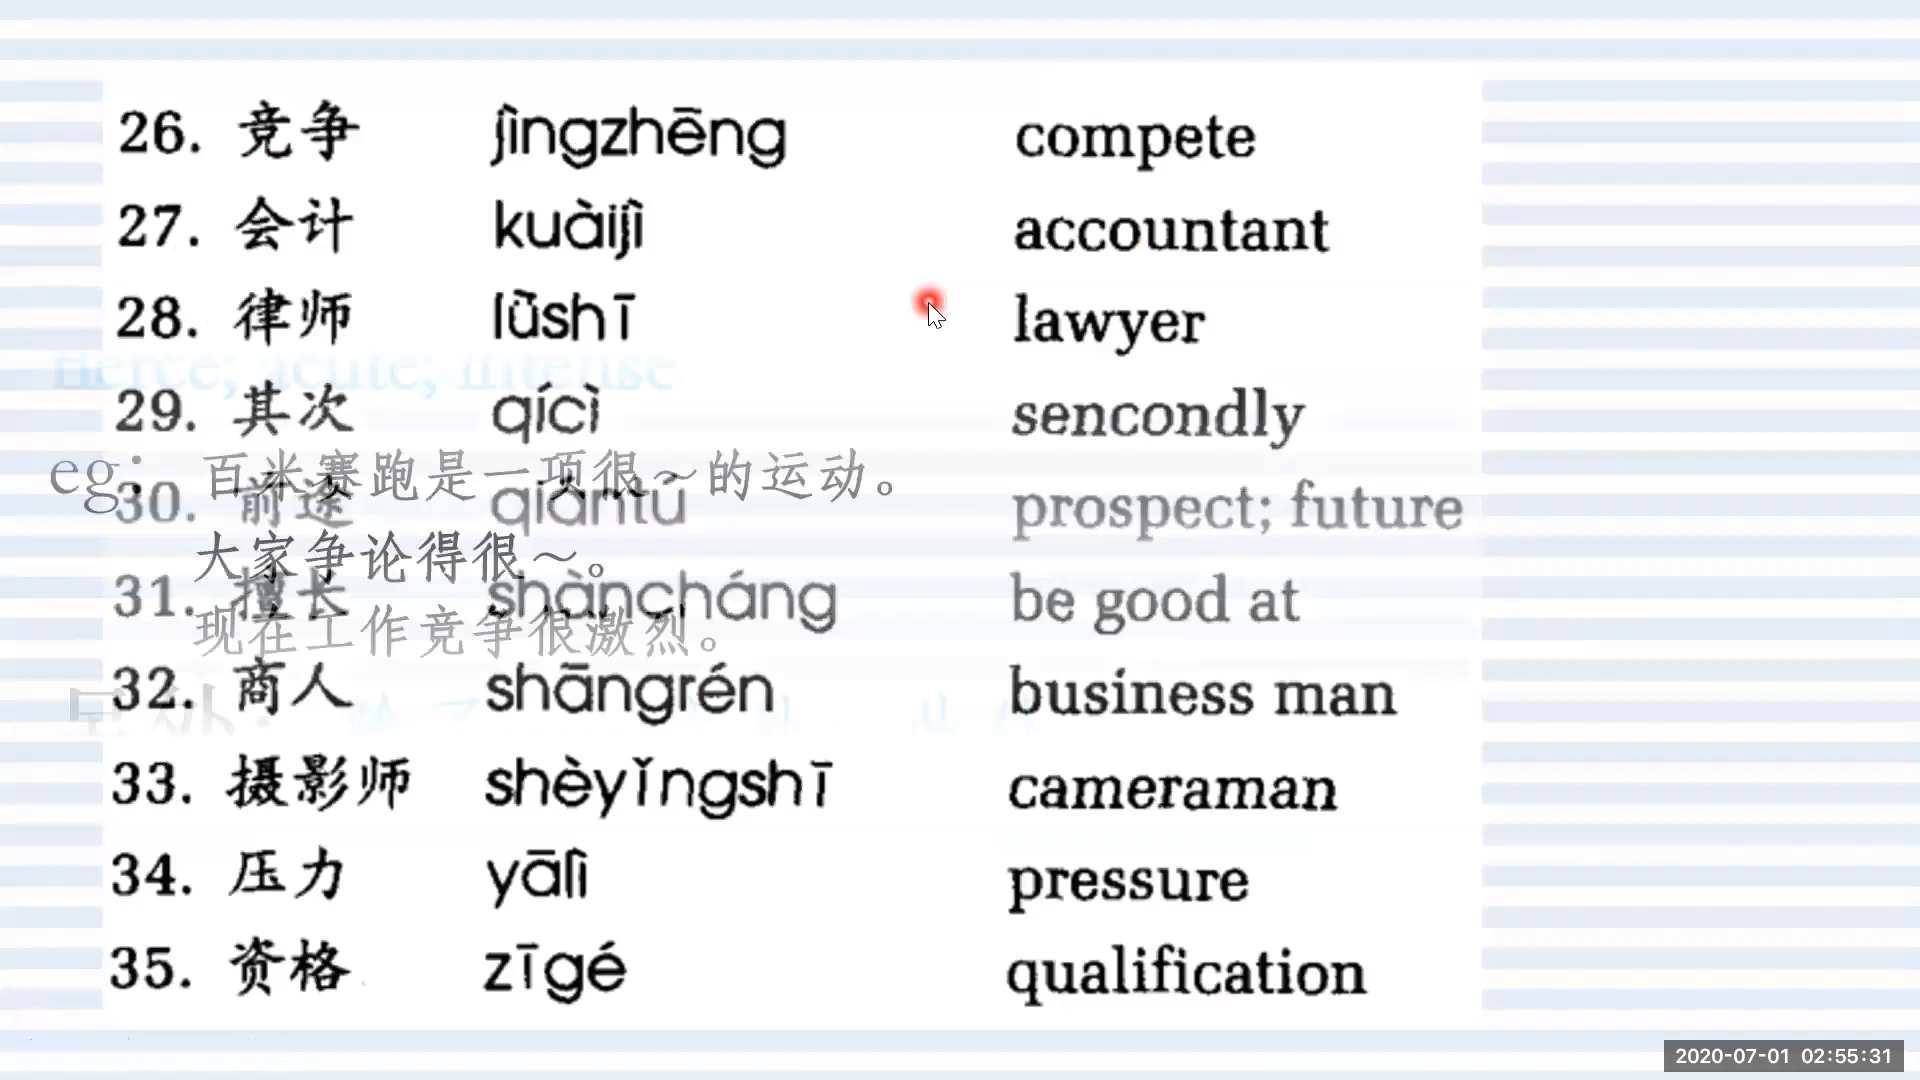 26. 竞争 jìngzhēng compete
27. 会计 kuàijì accountant
28. 律师 lǜshī lawyer
fierce; acute; intense
29. 其次 qícì sencondly
eg: 百米赛跑是一项很～的运动。
30. 前途 qiántú prospect; future
大家争论得很～。
31. 擅长 shàncháng be good at
现在工作竞争很激烈。
32. 商人 shāngrén business man
33. 摄影师 shèyǐngshī cameraman
34. 压力 yālì pressure
35. 资格 zīgé qualification
2020-07-01 02:55:31